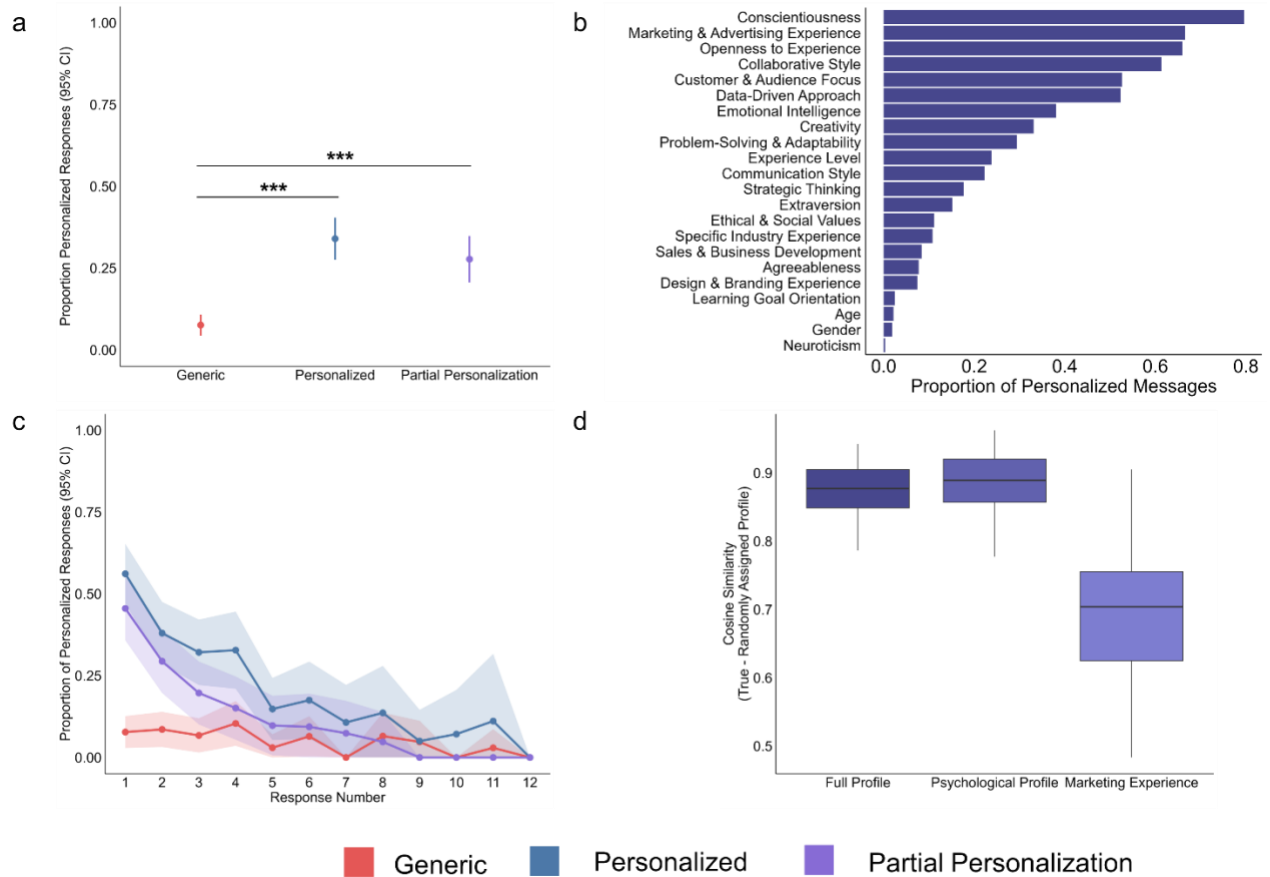 a
Proportion Personalized Responses (95% CI)
1.00
0.75
0.50
0.25
0.00
***
***
Generic
Personalized
Partial Personalization
b
Conscientiousness
Marketing & Advertising Experience
Openness to Experience
Collaborative Style
Customer & Audience Focus
Data-Driven Approach
Emotional Intelligence
Creativity
Problem-Solving & Adaptability
Experience Level
Communication Style
Strategic Thinking
Extraversion
Ethical & Social Values
Specific Industry Experience
Sales & Business Development
Agreeableness
Design & Branding Experience
Learning Goal Orientation
Age
Gender
Neuroticism
0.0 0.2 0.4 0.6 0.8
Proportion of Personalized Messages
c
Proportion of Personalized Responses (95% CI)
1.00
0.75
0.50
0.25
0.00
1 2 3 4 5 6 7 8 9 10 11 12
Response Number
d
Cosine Similarity
(True - Randomly Assigned Profile)
0.9
0.8
0.7
0.6
0.5
Full Profile
Psychological Profile
Marketing Experience
Generic
Personalized
Partial Personalization